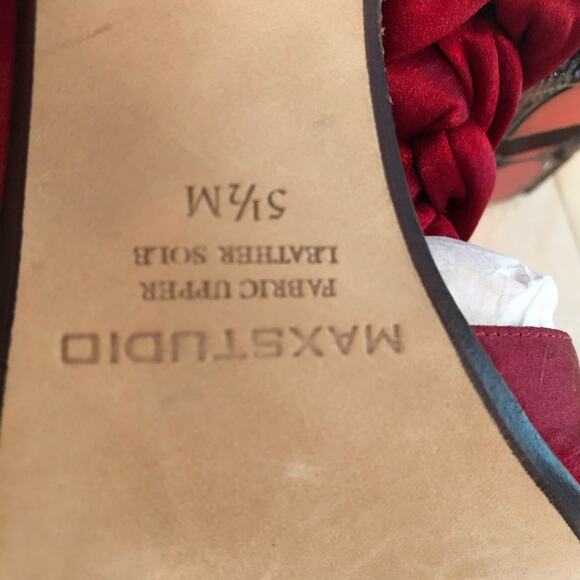 MAXSTUDIO
FABRIC UPPER
LEATHER SOLE
5½M